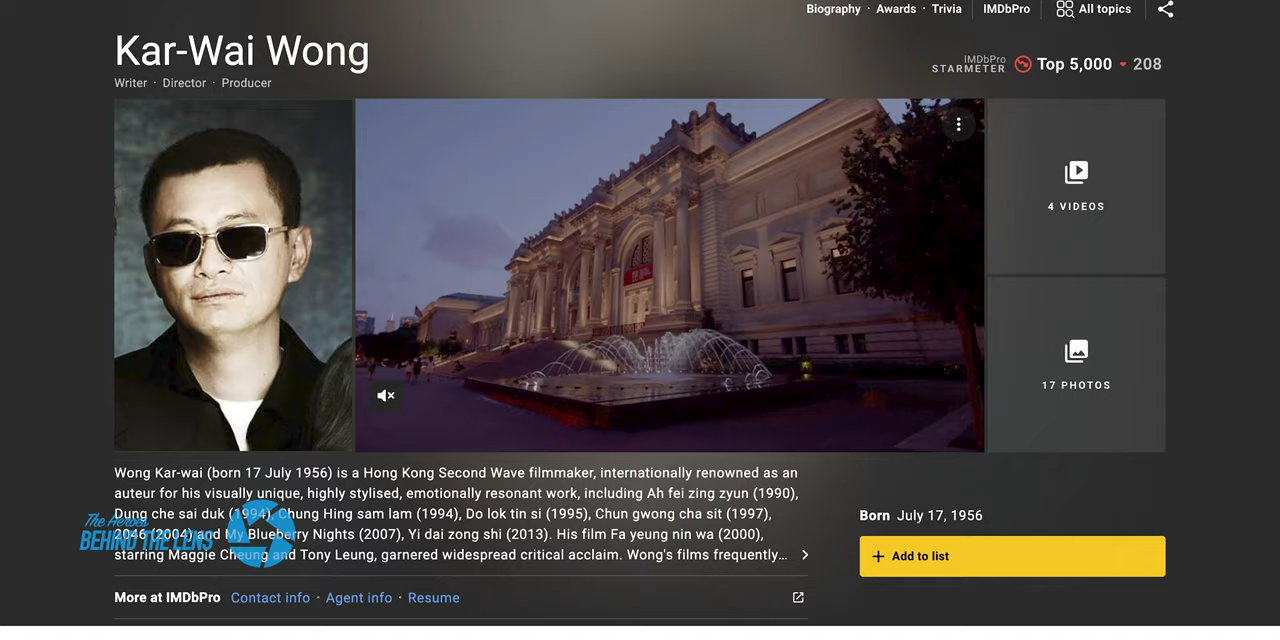 Biography · Awards · Trivia IMDbPro All topics
Kar-Wai Wong
Writer · Director · Producer
IMDbPro
STARMETER
Top 5,000 208
4 VIDEOS
17 PHOTOS
Wong Kar-wai (born 17 July 1956) is a Hong Kong Second Wave filmmaker, internationally renowned as an
auteur for his visually unique, highly stylised, emotionally resonant work, including Ah fei zing zyun (1990),
Dung che sai duk (1994), Chung Hing sam lam (1994), Do lok tin si (1995), Chun gwong cha sit (1997),
2046 (2004) and My Blueberry Nights (2007), Yi dai zong shi (2013). His film Fa yeung nin wa (2000),
starring Maggie Cheung and Tony Leung, garnered widespread critical acclaim. Wong's films frequently...
The Heroes
BEHIND THE LENS
Born July 17, 1956
Add to list
More at IMDbPro Contact info · Agent info · Resume